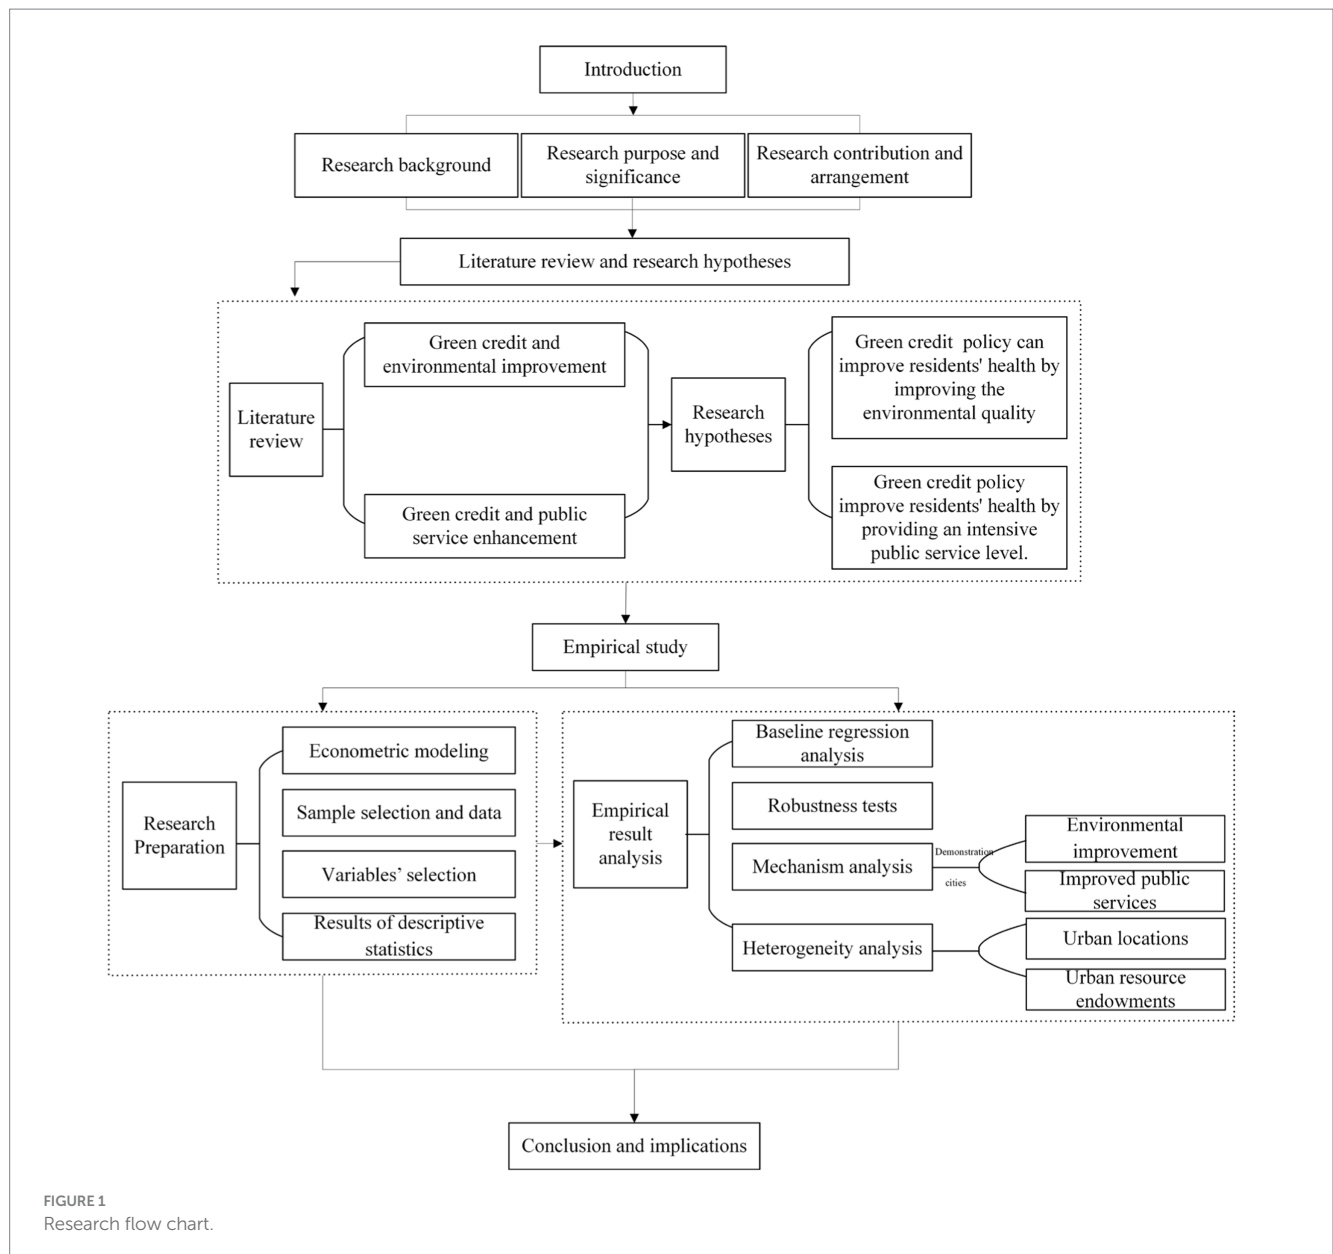 Introduction
Research background
Research purpose and
significance
Research contribution and
arrangement
Literature review and research hypotheses
Literature
review
Green credit and
environmental improvement
Green credit and public
service enhancement
Research
hypotheses
Green credit policy can
improve residents' health by
improving the
environmental quality
Green credit policy
improve residents' health by
providing an intensive
public service level.
Empirical study
Research
Preparation
Econometric modeling
Sample selection and data
Variables’ selection
Results of descriptive
statistics
Empirical
result
analysis
Baseline regression
analysis
Robustness tests
Mechanism analysis
Demonstration
cities
Environmental
improvement
Improved public
services
Heterogeneity analysis
Urban locations
Urban resource
endowments
Conclusion and implications
FIGURE 1
Research flow chart.